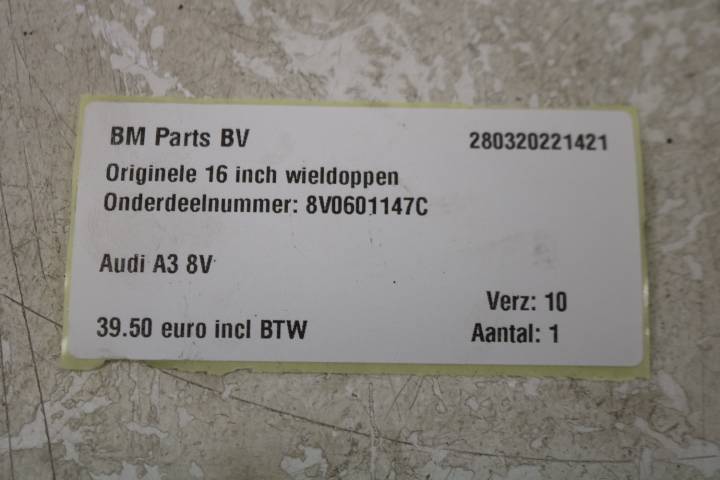 BM Parts BV 280320221421
Originele 16 inch wieldoppen
Onderdeelnummer: 8V0601147C
Audi A3 8V
Verz: 10
39.50 euro incl BTW Aantal: 1